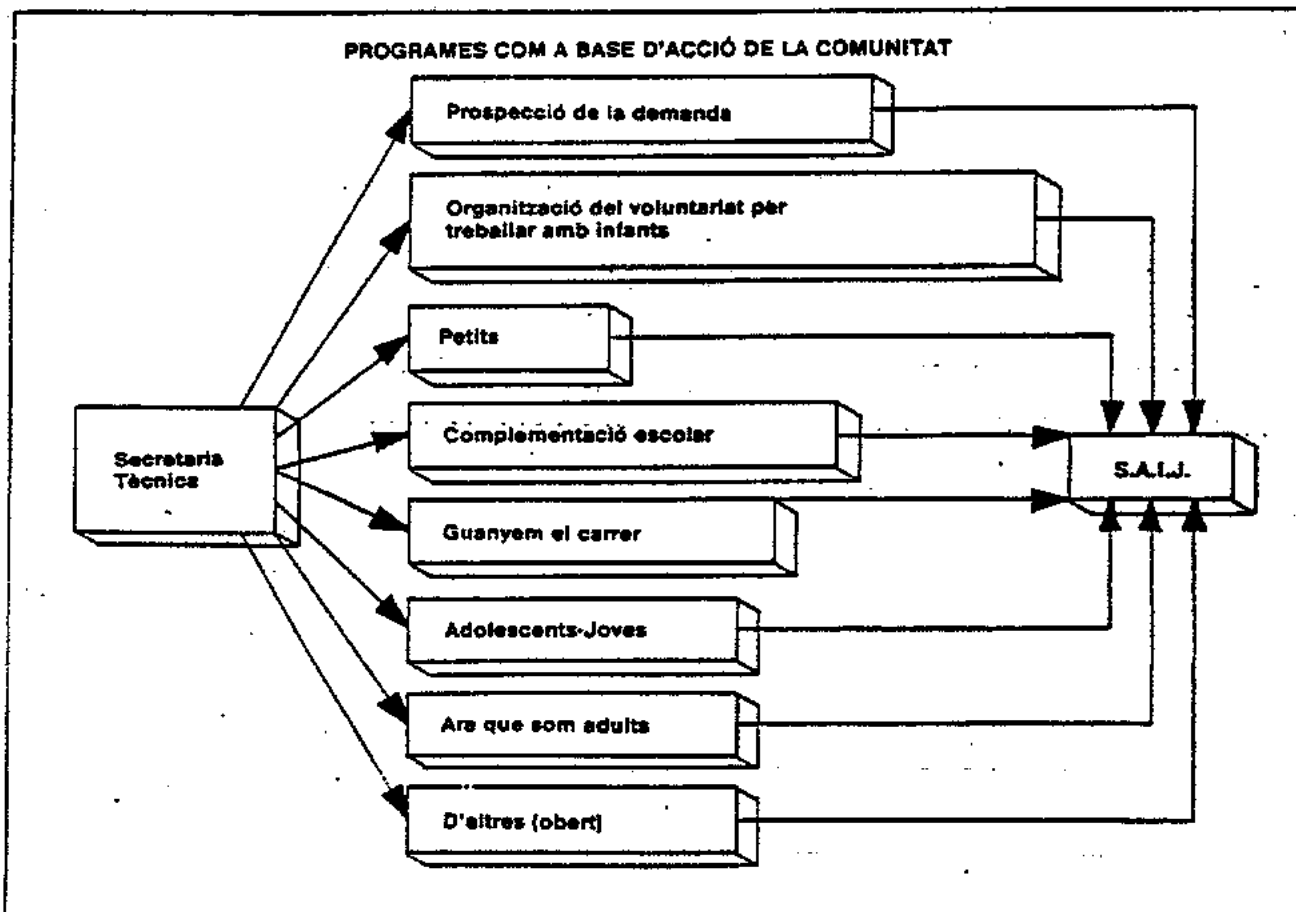 PROGRAMES COM A BASE D'ACCIÓ DE LA COMUNITAT
Prospecció de la demanda
Organització del voluntariat per
treballar amb infants
Petits
Complementació escolar
Secretaria
Tècnica
S.A.I.J.
Guanyem el carrer
Adolescents-Joves
Ara que som adults
D'altres (obert)